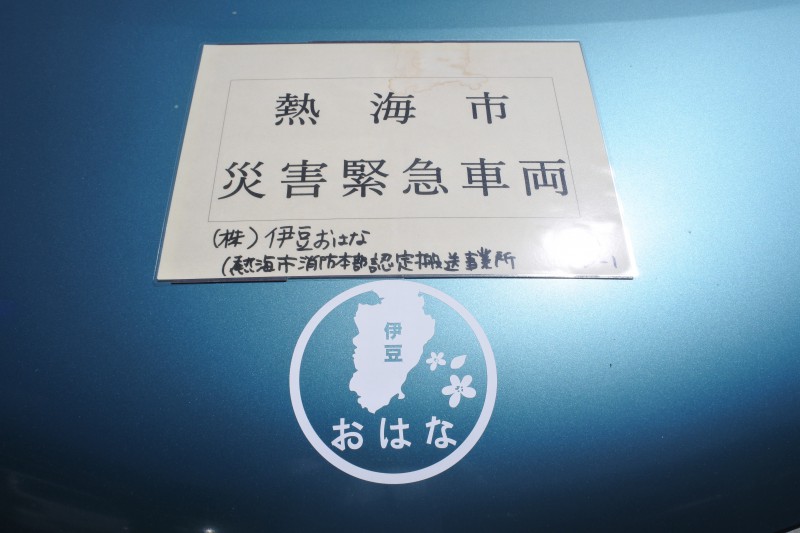 熱海市
災害緊急車両
(株)伊豆おはな
(熱海市消防本部認定搬送事業所
-1
伊豆
おはな